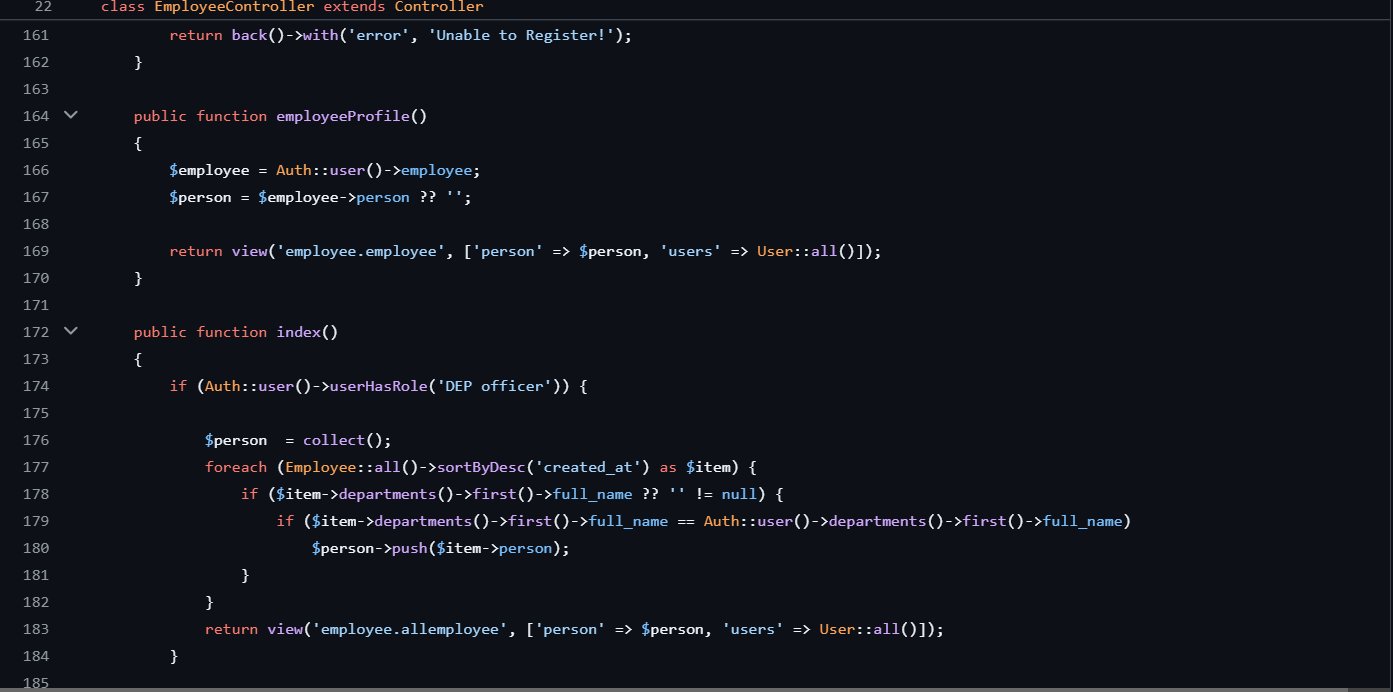 22 class EmployeeController extends Controller
161 return back()->with('error', 'Unable to Register!');
162 }
163
164 public function employeeProfile()
165 {
166 $employee = Auth::user()->employee;
167 $person = $employee->person ?? '';
168
169 return view('employee.employee', ['person' => $person, 'users' => User::all()]);
170 }
171
172 public function index()
173 {
174 if (Auth::user()->userHasRole('DEP officer')) {
175
176 $person  = collect();
177 foreach (Employee::all()->sortByDesc('created_at') as $item) {
178 if ($item->departments()->first()->full_name ?? '' != null) {
179 if ($item->departments()->first()->full_name == Auth::user()->departments()->first()->full_name)
180 $person->push($item->person);
181 }
182 }
183 return view('employee.allemployee', ['person' => $person, 'users' => User::all()]);
184 }
185